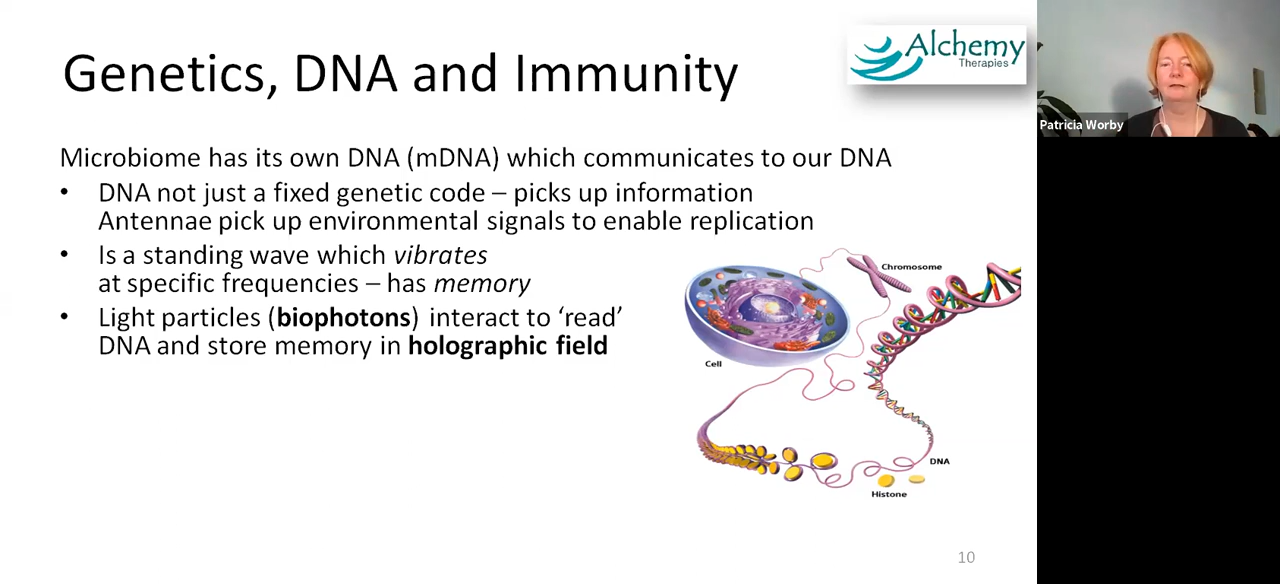 Genetics, DNA and Immunity
Alchemy
Therapies
Patricia Worby
Microbiome has its own DNA (mDNA) which communicates to our DNA
• DNA not just a fixed genetic code – picks up information
Antennae pick up environmental signals to enable replication
• Is a standing wave which vibrates
at specific frequencies – has memory
• Light particles (biophotons) interact to ‘read’
DNA and store memory in holographic field
Chromosome
Cell
DNA
Histone
10